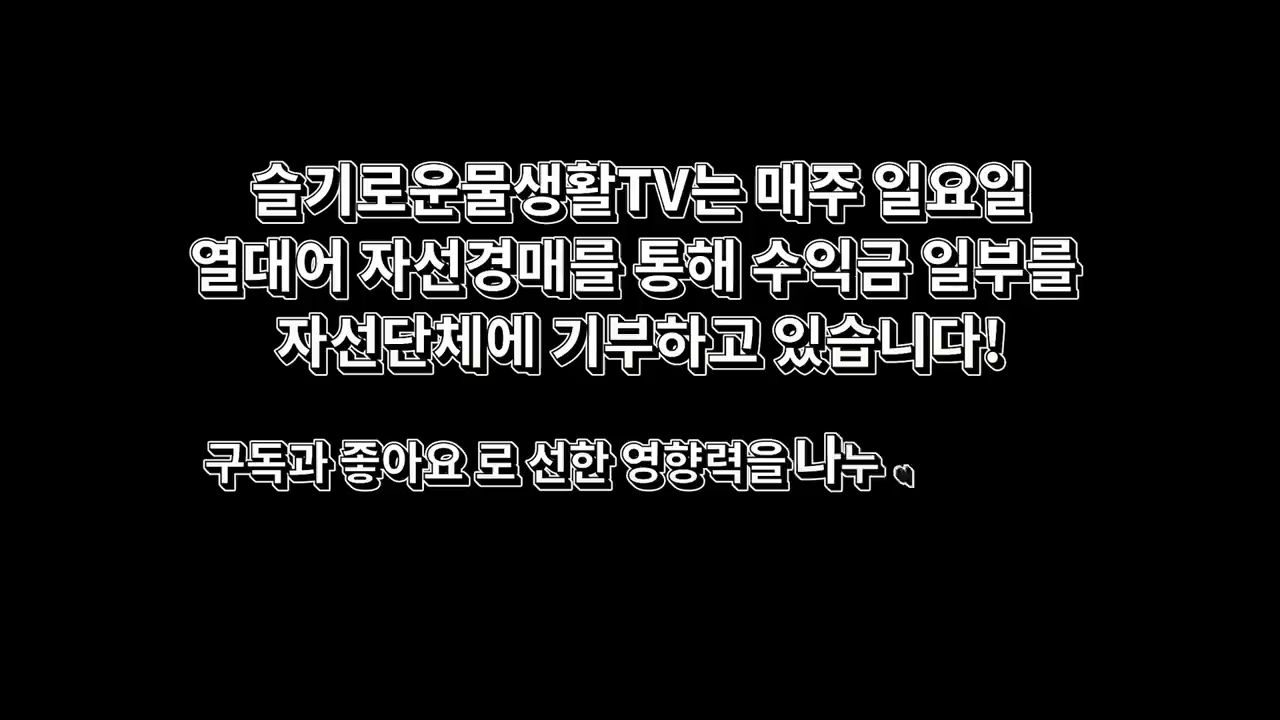 슬기로운물생활TV는 매주 일요일
열대어 자선경매를 통해 수익금 일부를
자선단체에 기부하고 있습니다!
구독과 좋아요 로 선한 영향력을 나누